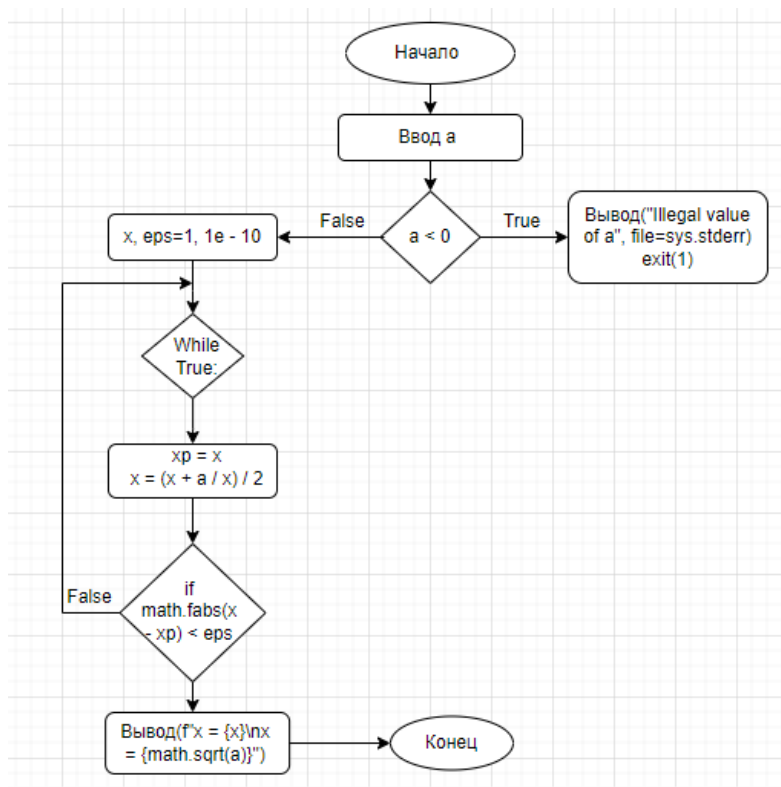 Начало
Ввод a
a < 0
False
True
x, eps=1, 1e - 10
Вывод("Illegal value
of a", file=sys.stderr)
exit(1)
While
True:
xp = x
x = (x + a / x) / 2
if
math.fabs(x
- xp) < eps
False
Вывод(f"x = {x}\nx
= {math.sqrt(a)}")
Конец